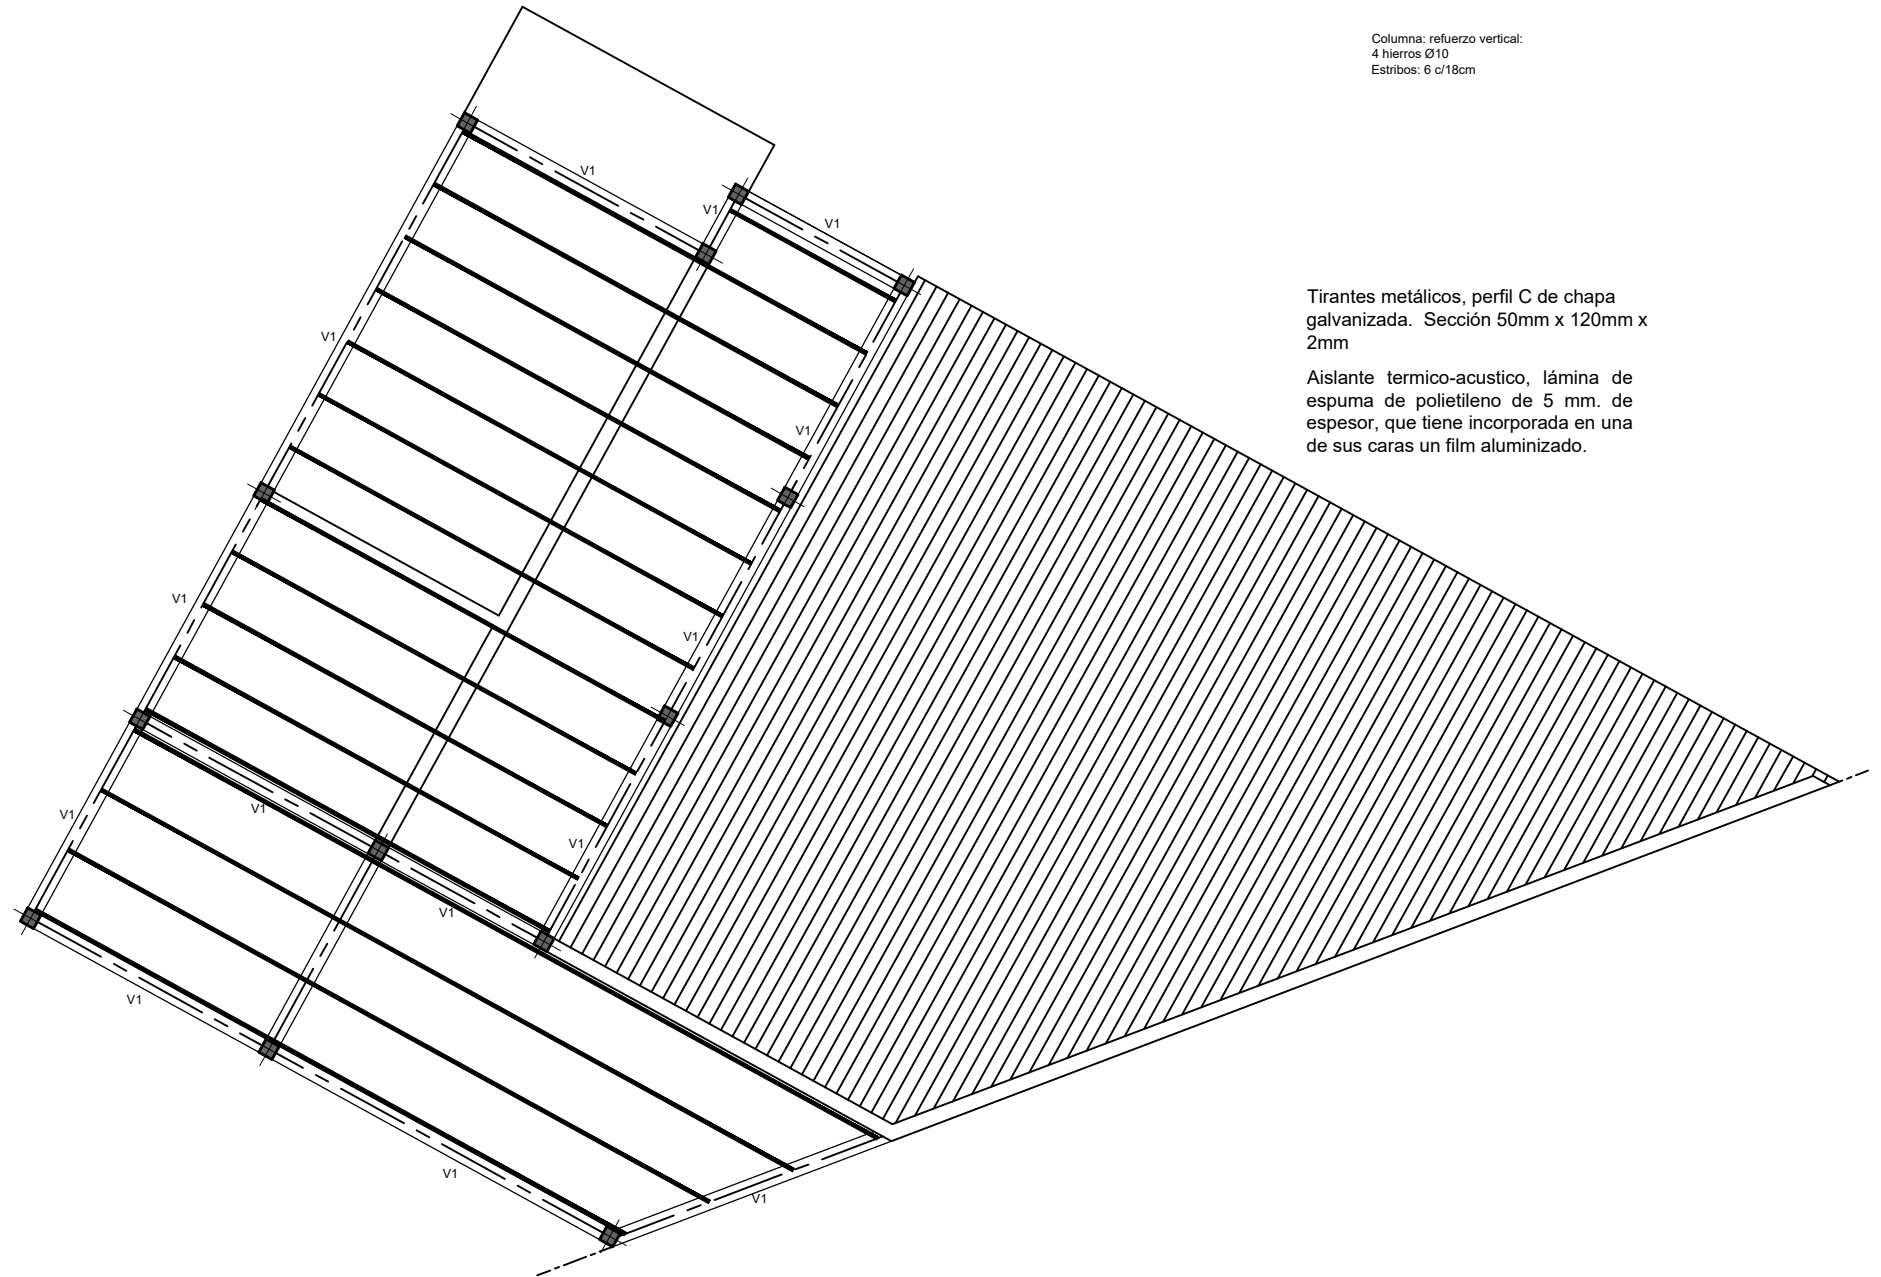 Columna: refuerzo vertical:
4 hierros Ø10
Estribos: 6 c/18cm
V1
V1
V1
Tirantes metálicos, perfil C de chapa
galvanizada. Sección 50mm x 120mm x
2mm
V1
Aislante termico-acustico, lámina de
espuma de polietileno de 5 mm. de
espesor, que tiene incorporada en una
de sus caras un film aluminizado.
V1
V1
V1
V1
V1
V1
V1
V1
V1
V1